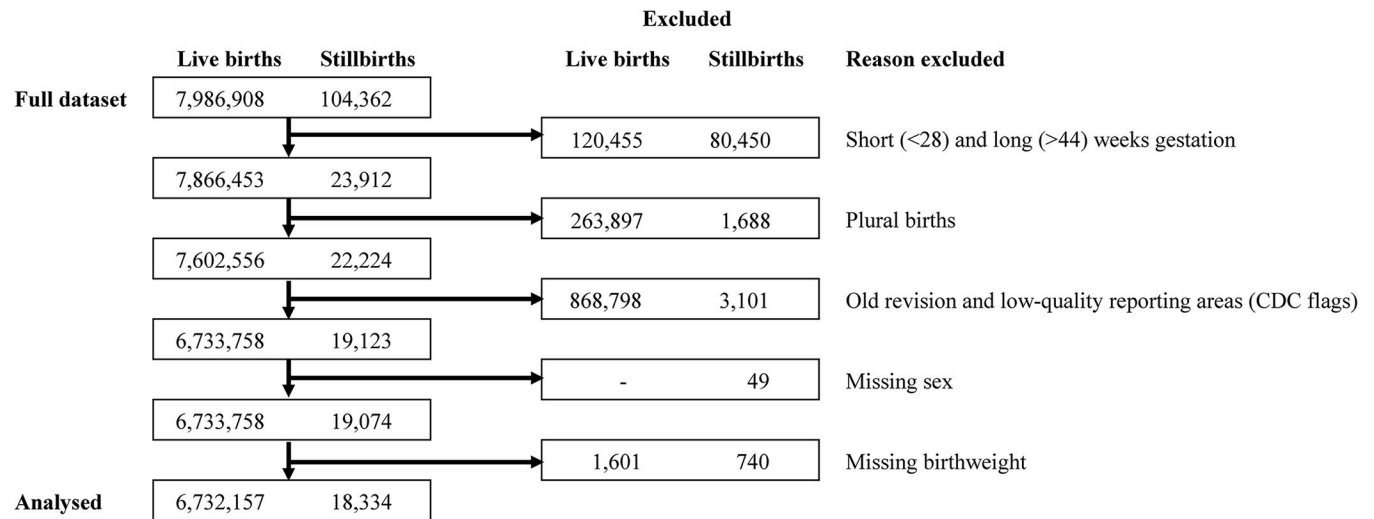 Excluded
Live births Stillbirths Live births Stillbirths Reason excluded
Full dataset 7,986,908 104,362
120,455 80,450 Short (<28) and long (>44) weeks gestation
7,866,453 23,912
263,897 1,688 Plural births
7,602,556 22,224
868,798 3,101 Old revision and low-quality reporting areas (CDC flags)
6,733,758 19,123
- 49 Missing sex
6,733,758 19,074
1,601 740 Missing birthweight
Analysed 6,732,157 18,334